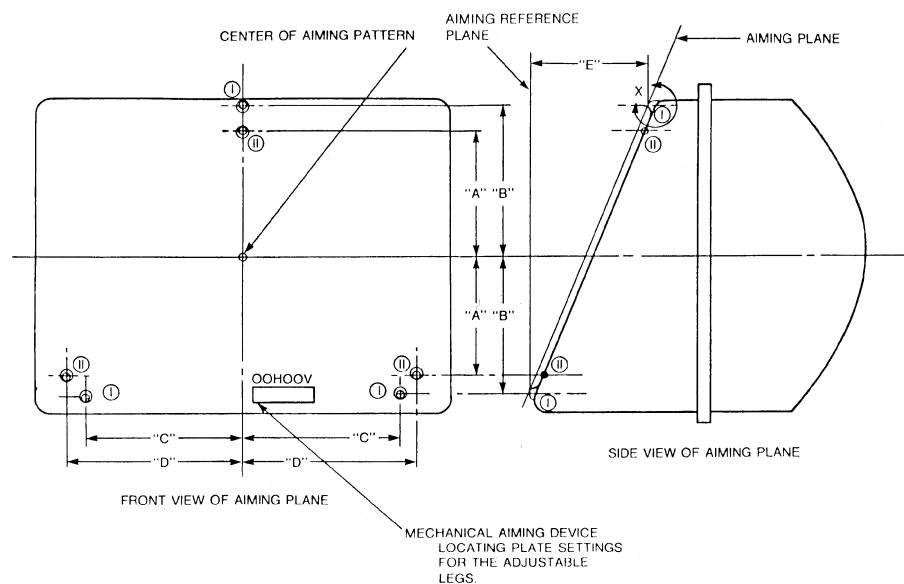 AIMING REFERENCE
PLANE
CENTER OF AIMING PATTERN
AIMING PLANE
"E"
X
I
I
II
II
"A"
"B"
"A"
"B"
II
II
II
OOHOOV
I
I
I
"C"
"C"
"D"
"D"
SIDE VIEW OF AIMING PLANE
FRONT VIEW OF AIMING PLANE
MECHANICAL AIMING DEVICE
LOCATING PLATE SETTINGS
FOR THE ADJUSTABLE
LEGS.